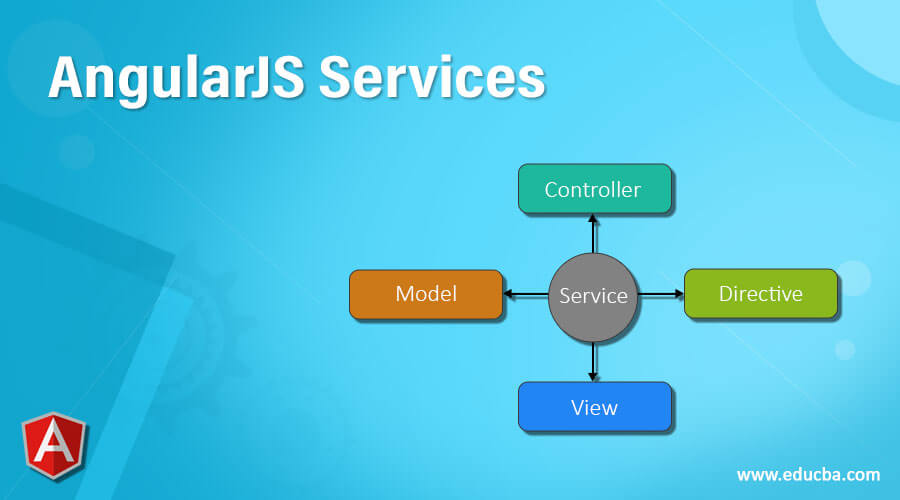 AngularJS Services
Controller
Model
Service
Directive
View
A
www.educba.com